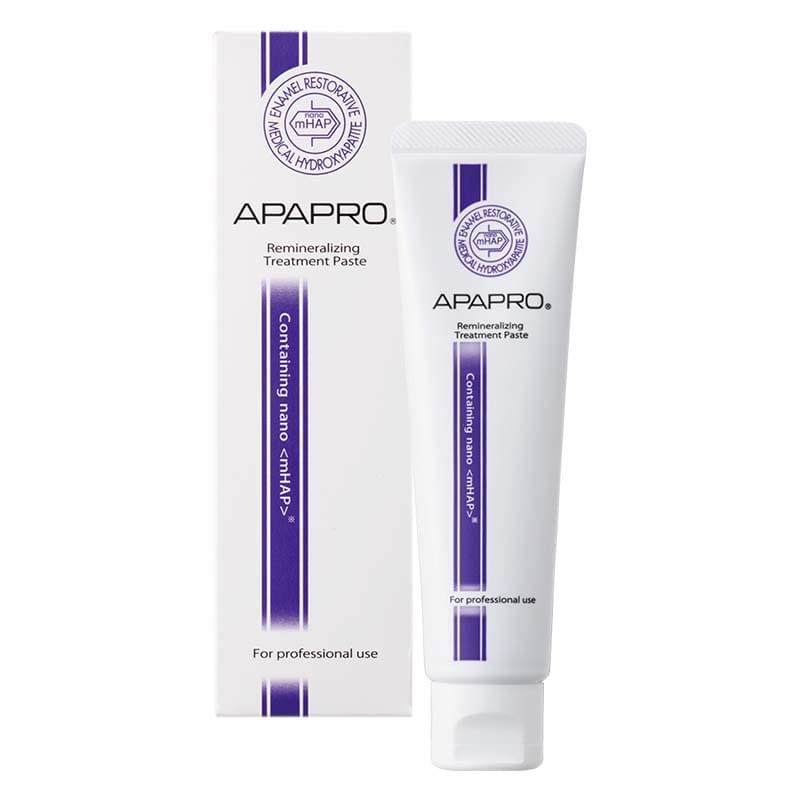 ENAMEL RESTORATIVE
MEDICAL HYDROXYAPATITE
nano
mHAP
APAPRO®
Remineralizing
Treatment Paste
Containing nano <mHAP>※
For professional use
ENAMEL RESTORATIVE
MEDICAL HYDROXYAPATITE
nano
mHAP
APAPRO®
Remineralizing
Treatment Paste
Containing nano <mHAP>※
For professional use